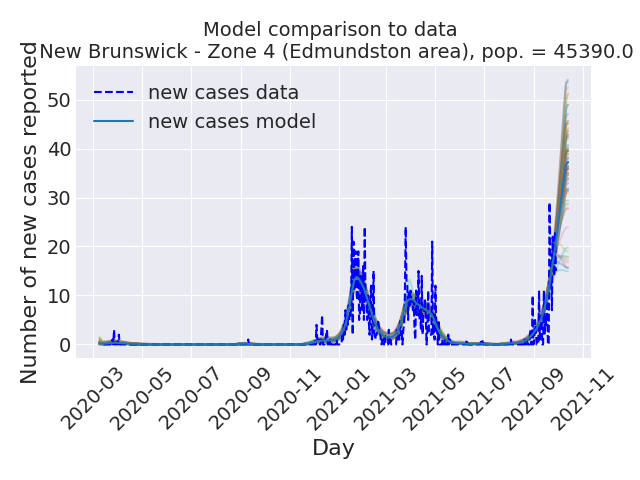 Model comparison to data
New Brunswick - Zone 4 (Edmundston area), pop. = 45390.0
Number of new cases reported
50
40
30
20
10
0
new cases data
new cases model
2020-03
2020-05
2020-07
2020-09
2020-11
2021-01
2021-03
2021-05
2021-07
2021-09
2021-11
Day